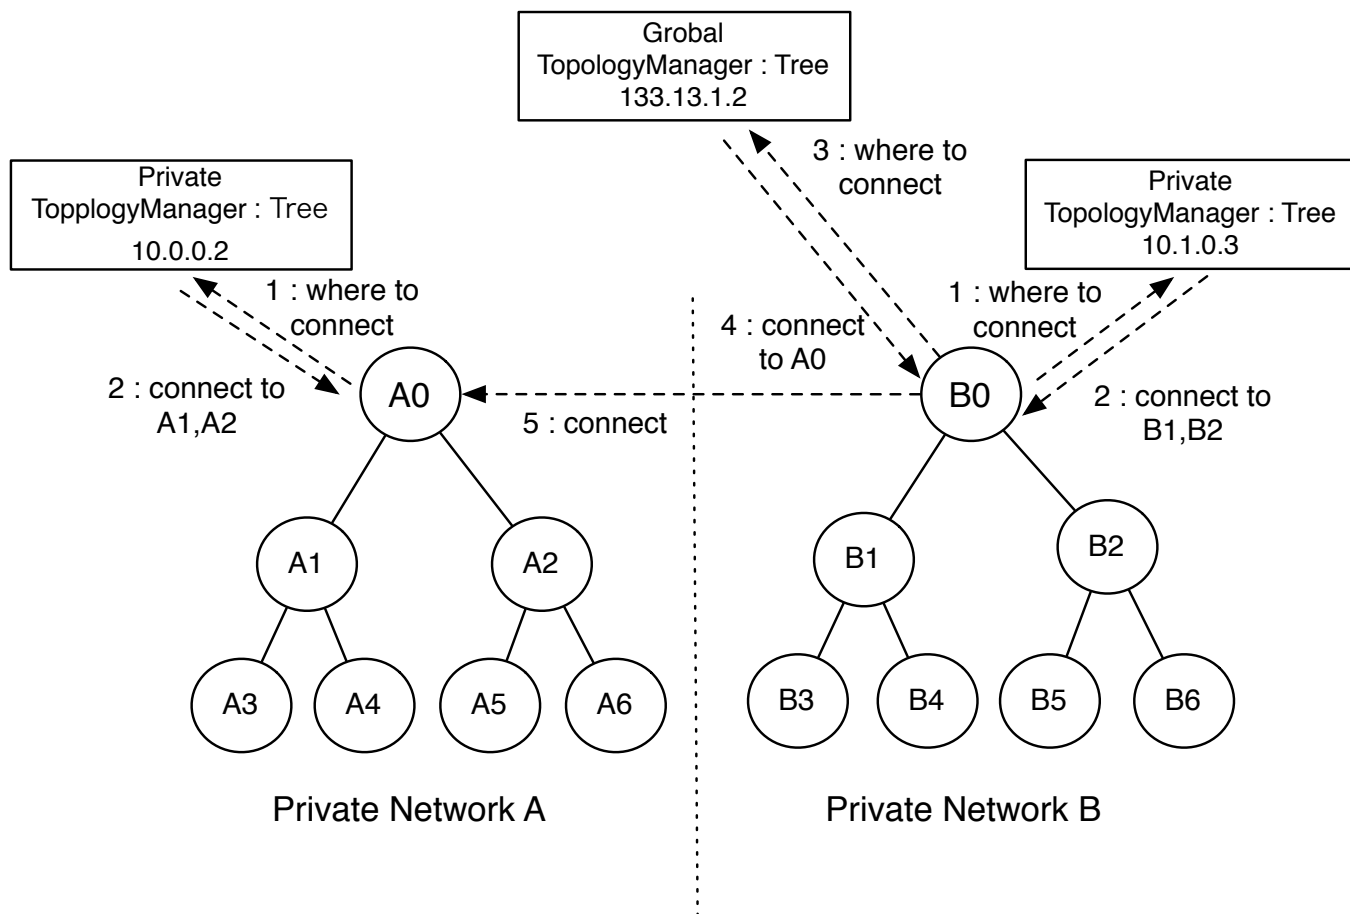 Grobal
TopologyManager : Tree
133.13.1.2
Private
TopplogyManager : Tree
10.0.0.2
Private
TopologyManager : Tree
10.1.0.3
3 : where to
connect
1 : where to
connect
1 : where to
connect
4 : connect
to A0
2 : connect to
A1,A2
2 : connect to
B1,B2
5 : connect
A0
B0
A1
A2
B1
B2
A3
A4
A5
A6
B3
B4
B5
B6
Private Network A
Private Network B